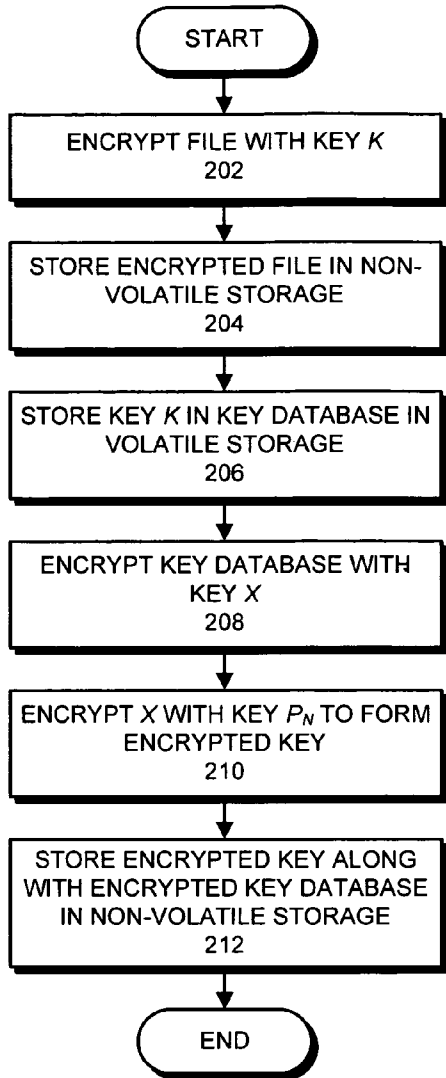 START
ENCRYPT FILE WITH KEY K
202
STORE ENCRYPTED FILE IN NON-
VOLATILE STORAGE
204
STORE KEY K IN KEY DATABASE IN
VOLATILE STORAGE
206
ENCRYPT KEY DATABASE WITH
KEY X
208
ENCRYPT X WITH KEY P_N TO FORM
ENCRYPTED KEY
210
STORE ENCRYPTED KEY ALONG
WITH ENCRYPTED KEY DATABASE
IN NON-VOLATILE STORAGE
212
END